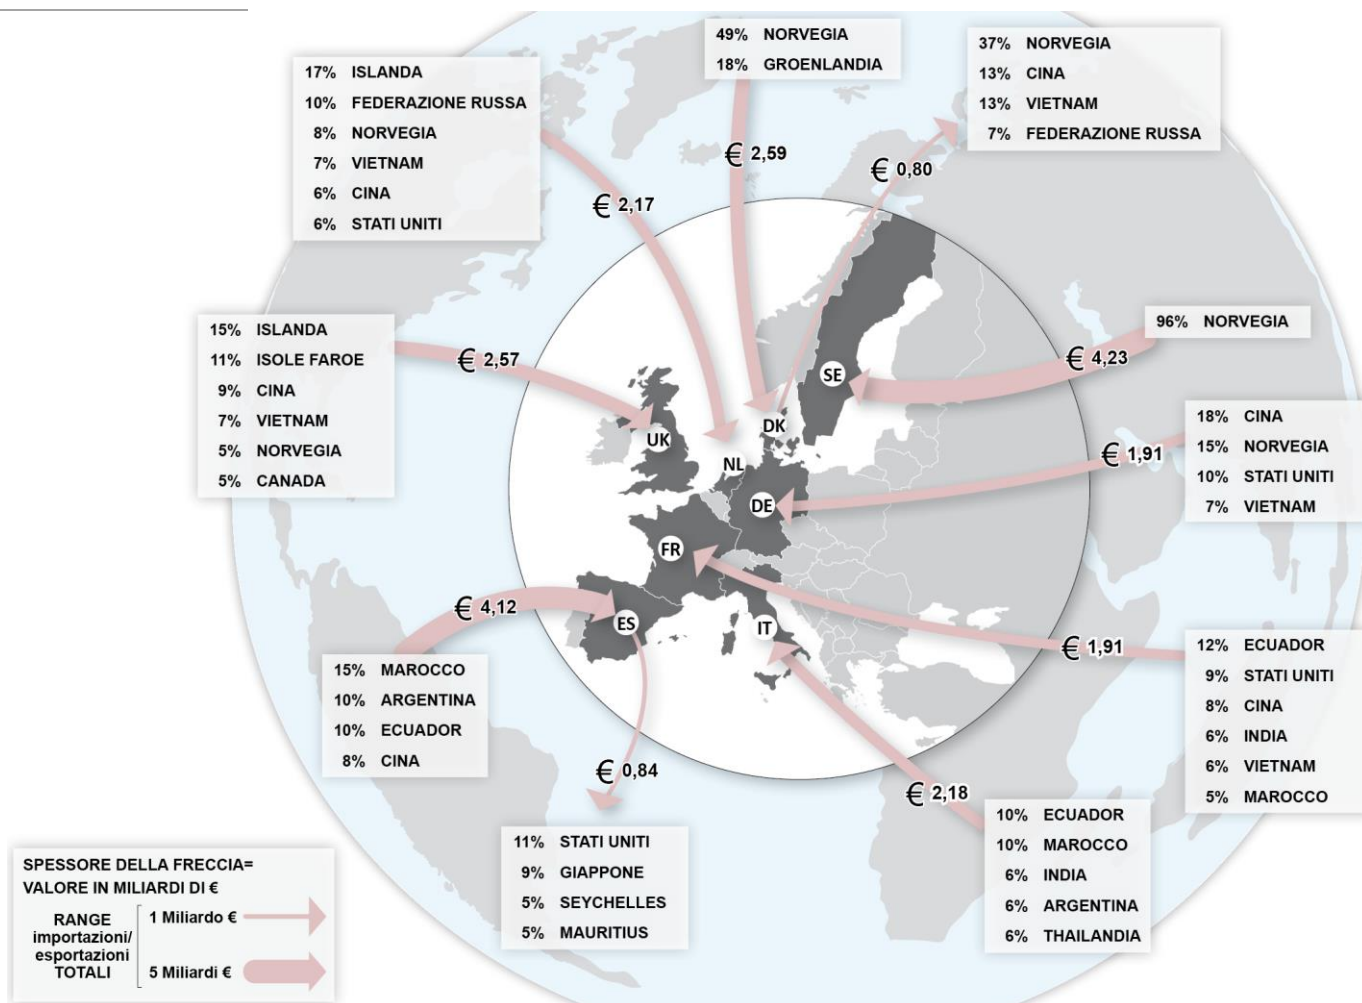 49% NORVEGIA
18% GROENLANDIA
37% NORVEGIA
13% CINA
13% VIETNAM
7% FEDERAZIONE RUSSA
17% ISLANDA
10% FEDERAZIONE RUSSA
8% NORVEGIA
7% VIETNAM
6% CINA
6% STATI UNITI
€ 2,59
€ 0,80
€ 2,17
15% ISLANDA
11% ISOLE FAROE
9% CINA
7% VIETNAM
5% NORVEGIA
5% CANADA
€ 2,57
96% NORVEGIA
€ 4,23
SE
DK
UK
NL
DE
FR
ES
IT
18% CINA
15% NORVEGIA
10% STATI UNITI
7% VIETNAM
€ 1,91
€ 4,12
15% MAROCCO
10% ARGENTINA
10% ECUADOR
8% CINA
€ 1,91
12% ECUADOR
9% STATI UNITI
8% CINA
6% INDIA
6% VIETNAM
5% MAROCCO
€ 0,84
€ 2,18
11% STATI UNITI
9% GIAPPONE
5% SEYCHELLES
5% MAURITIUS
10% ECUADOR
10% MAROCCO
6% INDIA
6% ARGENTINA
6% THAILANDIA
SPESSORE DELLA FRECCIA=
VALORE IN MILIARDI DI €
RANGE
importazioni/
esportazioni
TOTALI
1 Miliardo €
5 Miliardi €